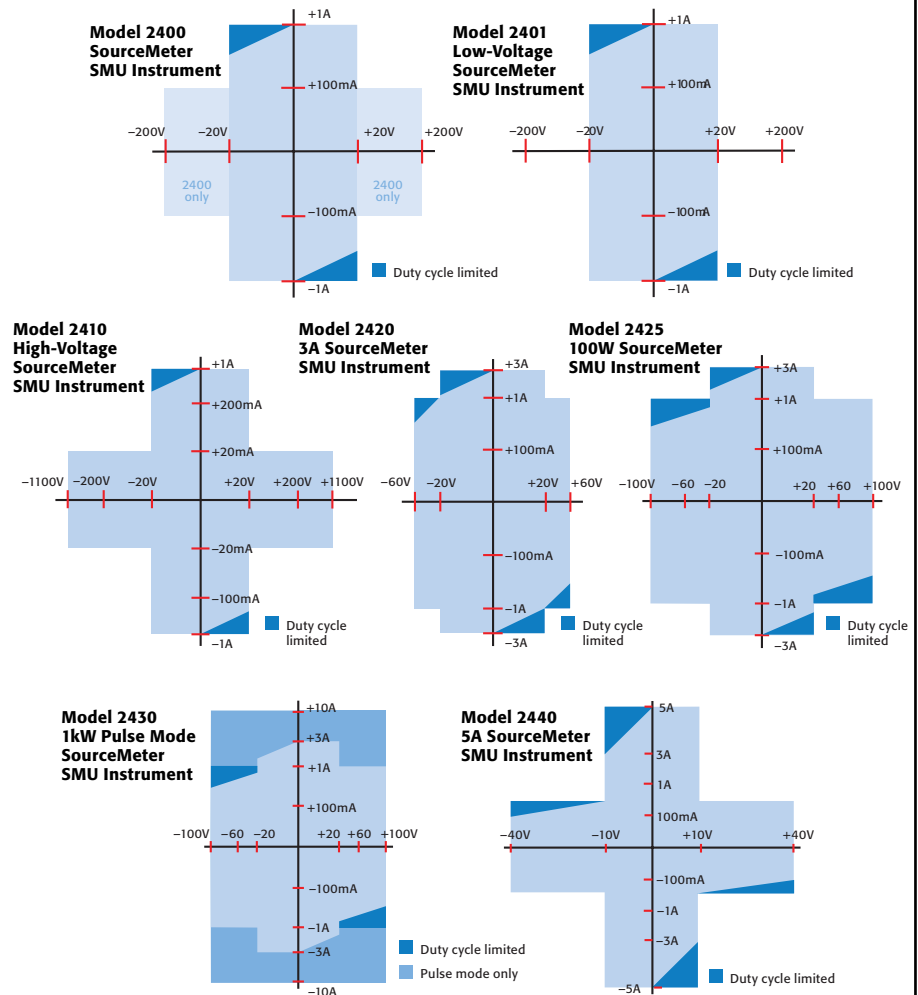 Model 2400
SourceMeter
SMU Instrument
+1A
+100mA
−200V
−20V
+20V
+200V
2400
only
2400
only
−100mA
−1A
Duty cycle limited
Model 2401
Low-Voltage
SourceMeter
SMU Instrument
+1A
+100mA
−200V
−20V
+20V
+200V
−100mA
−1A
Duty cycle limited
Model 2410
High-Voltage
SourceMeter
SMU Instrument
+1A
+200mA
+20mA
−1100V
−200V
−20V
+20V
+200V
+1100V
−20mA
−100mA
−1A
Duty cycle
limited
Model 2420
3A SourceMeter
SMU Instrument
+3A
+1A
+100mA
−60V
−20V
+20V
+60V
−100mA
−1A
−3A
Duty cycle
limited
Model 2425
100W SourceMeter
SMU Instrument
+3A
+1A
+100mA
−100V
−60
−20
+20
+60
+100V
−100mA
−1A
−3A
Duty cycle
limited
Model 2430
1kW Pulse Mode
SourceMeter
SMU Instrument
+10A
+3A
+1A
+100mA
−100V
−60
−20
+20
+60
+100V
−100mA
−1A
−3A
−10A
Duty cycle limited
Pulse mode only
Model 2440
5A SourceMeter
SMU Instrument
5A
3A
1A
100mA
−40V
−10V
+10V
+40V
−100mA
−1A
−3A
−5A
Duty cycle limited